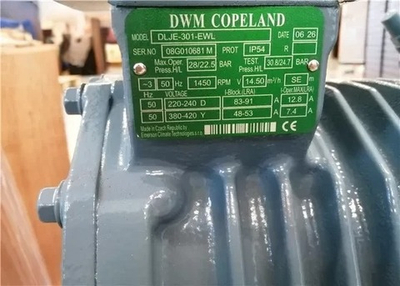 DWM COPELAND
MODEL DLJE-301-EWL DATE 06 26
SER.NO 08G010681 M PROT IP54 R
Max.Oper Press.H/L 28/22.5 BAR TEST. Press.H/L 30.8/24.7 BAR
~3 50 Hz 1450 RPM V 14.50 m³/h SE m
Hz VOLTAGE I-Block.(LRA) I-Oper.MAX(LRA)
50 220-240 D 83-91 A 12.8 A
50 380-420 Y 48-53 A 7.4 A
Made in Czech Republic by
Emerson Climate Technologies s.r.o. CE